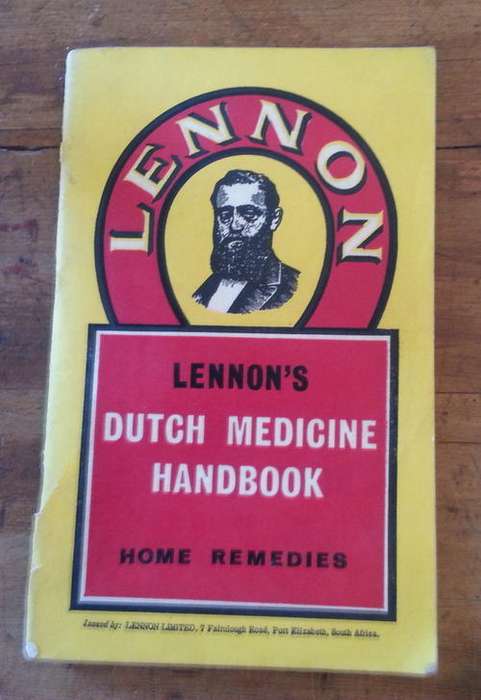 LENNON
LENNON'S
DUTCH MEDICINE
HANDBOOK
HOME REMEDIES
Issued by: LENNON LIMITED, 7 Fairclough Road, Port Elizabeth, South Africa.